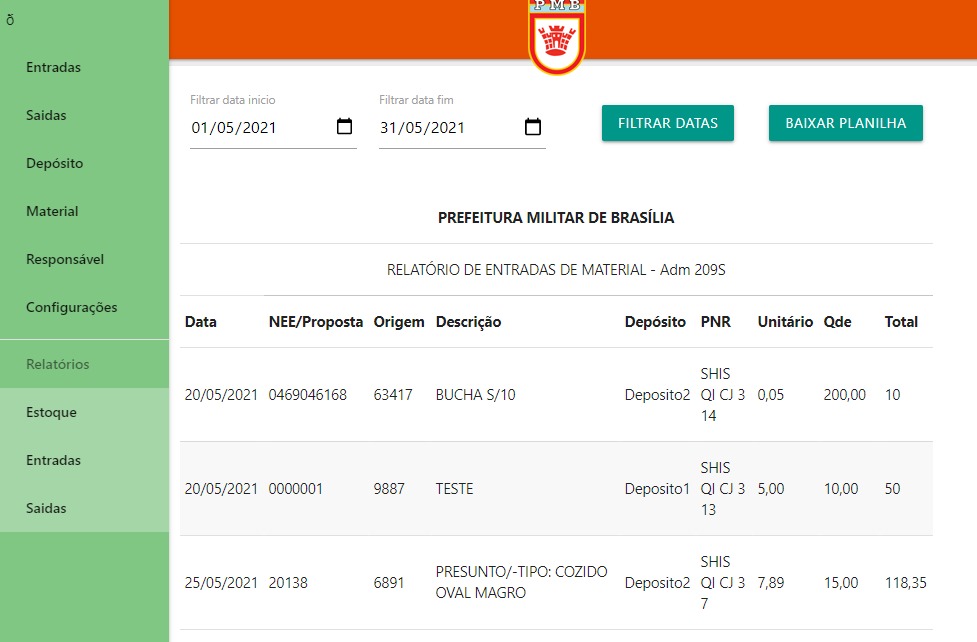 ð
PMB
Entradas
Saidas
Depósito
Material
Responsável
Configurações
Relatórios
Estoque
Entradas
Saidas
Filtrar data inicio
01/05/2021
Filtrar data fim
31/05/2021
FILTRAR DATAS
BAIXAR PLANILHA
PREFEITURA MILITAR DE BRASÍLIA
RELATÓRIO DE ENTRADAS DE MATERIAL - Adm 209S
Data NEE/Proposta Origem Descrição Depósito PNR Unitário Qde Total
20/05/2021 0469046168 63417 BUCHA S/10 Deposito2 SHIS QI CJ 3 14 0,05 200,00 10
20/05/2021 0000001 9887 TESTE Deposito1 SHIS QI CJ 3 13 5,00 10,00 50
25/05/2021 20138 6891 PRESUNTO/-TIPO: COZIDO OVAL MAGRO Deposito2 SHIS QI CJ 3 7 7,89 15,00 118,35